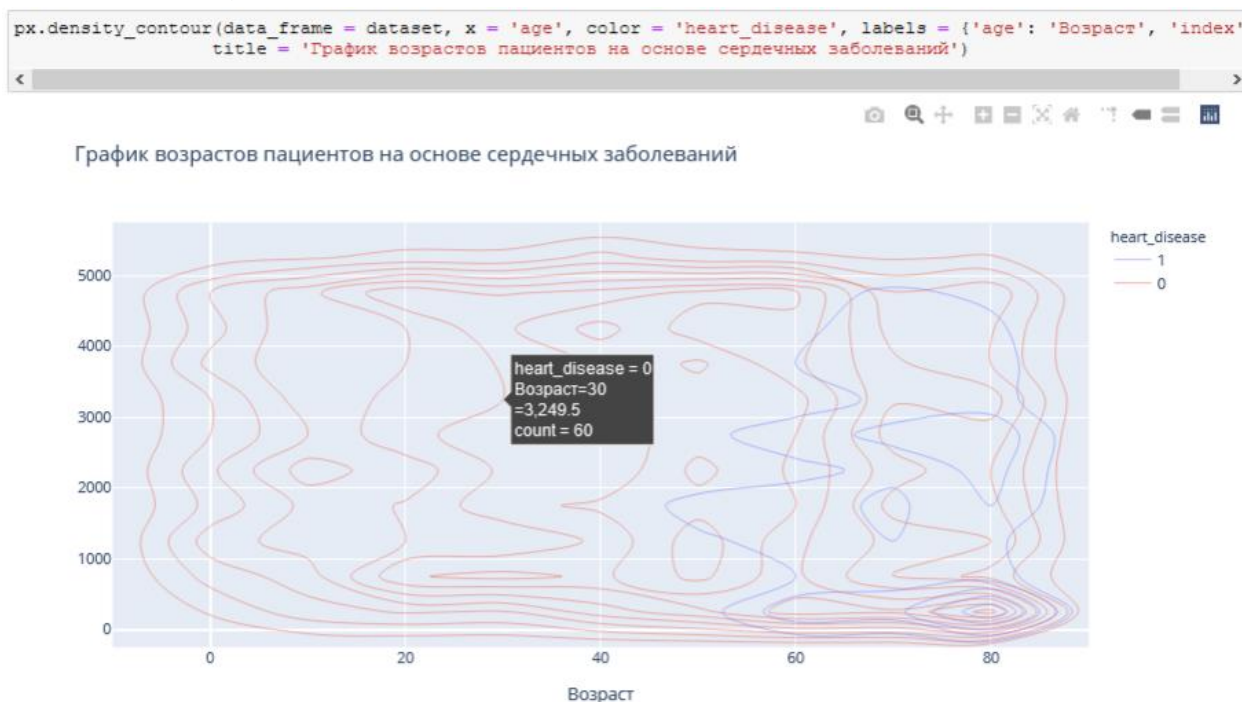 px.density_contour(data_frame = dataset, x = 'age', color = 'heart_disease', labels = {'age': 'Возраст', 'index'
title = 'График возрастов пациентов на основе сердечных заболеваний')
График возрастов пациентов на основе сердечных заболеваний
heart_disease
1
0
5000
4000
3000
2000
1000
0
heart_disease = 0
Возраст=30
=3,249.5
count = 60
0
20
40
60
80
Возраст